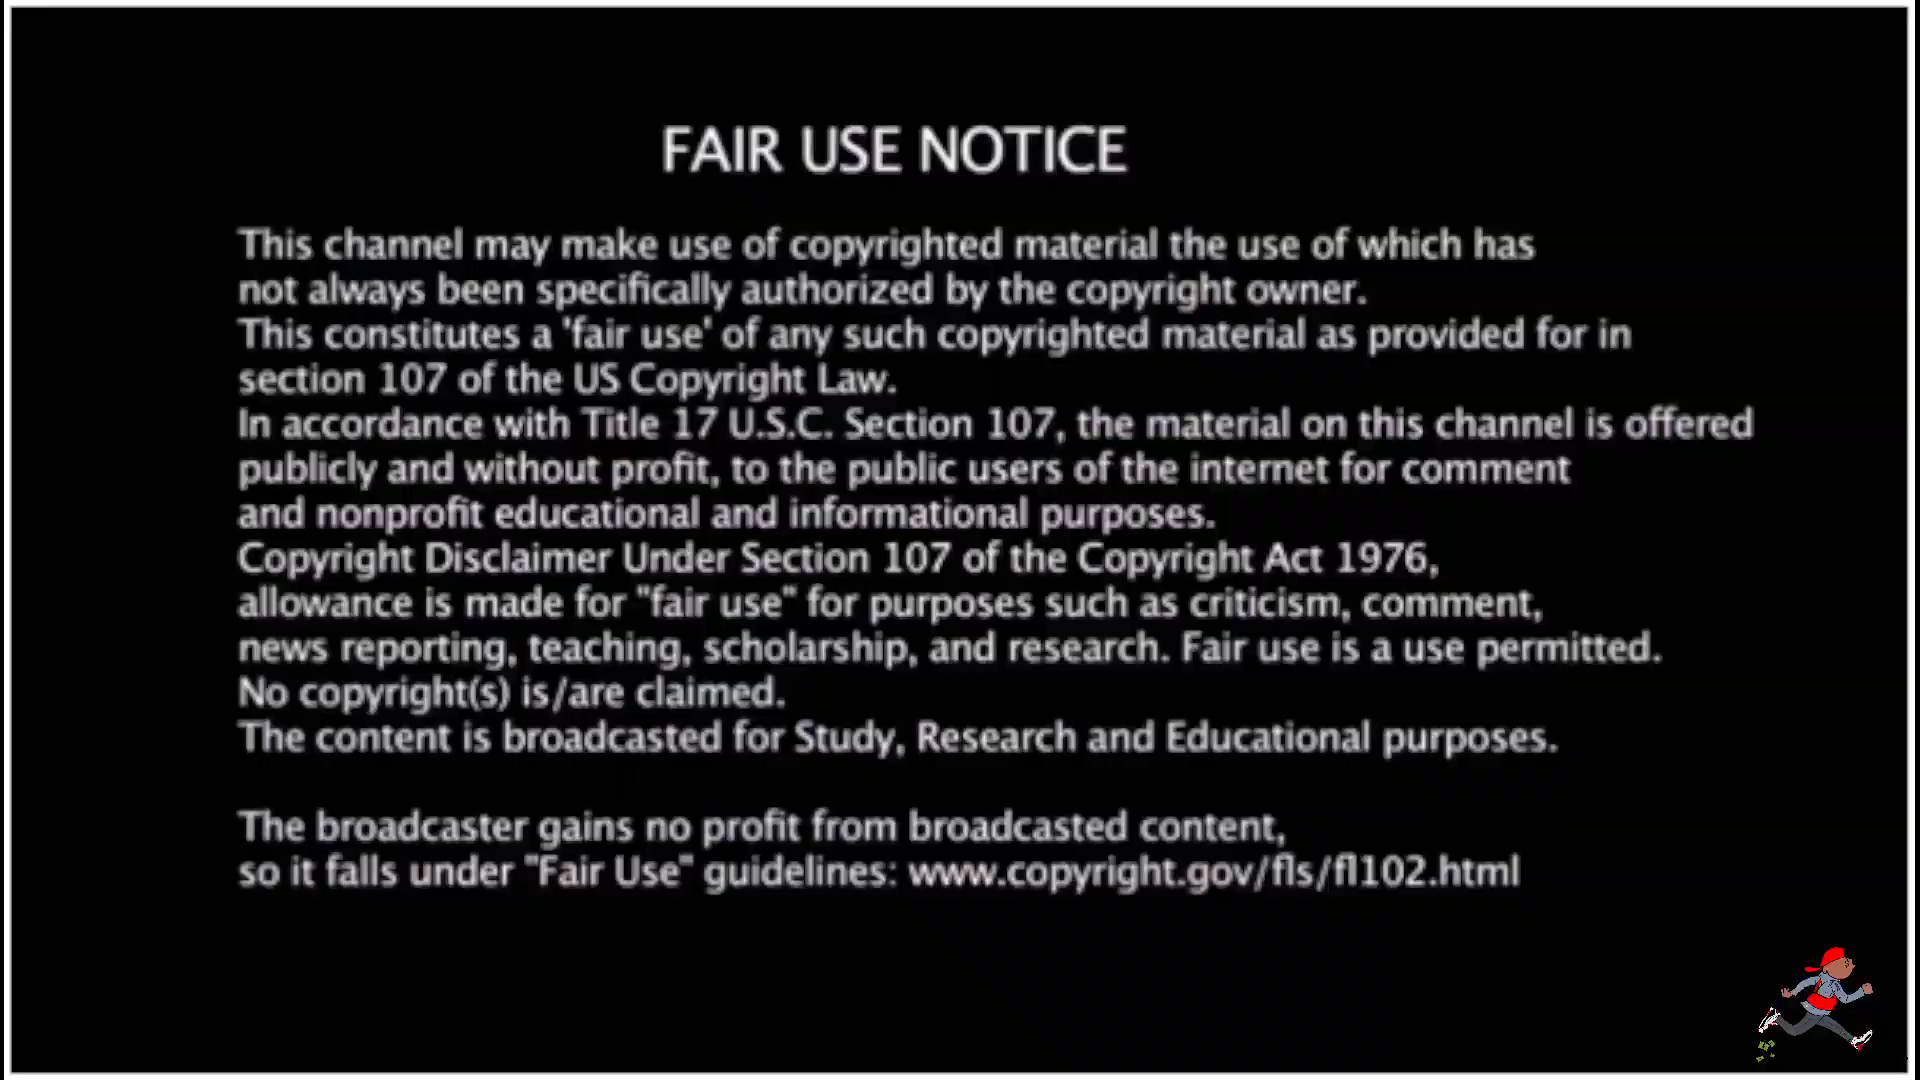 FAIR USE NOTICE
This channel may make use of copyrighted material the use of which has
not always been specifically authorized by the copyright owner.
This constitutes a 'fair use' of any such copyrighted material as provided for in
section 107 of the US Copyright Law.
In accordance with Title 17 U.S.C. Section 107, the material on this channel is offered
publicly and without profit, to the public users of the internet for comment
and nonprofit educational and informational purposes.
Copyright Disclaimer Under Section 107 of the Copyright Act 1976,
allowance is made for "fair use" for purposes such as criticism, comment,
news reporting, teaching, scholarship, and research. Fair use is a use permitted.
No copyright(s) is/are claimed.
The content is broadcasted for Study, Research and Educational purposes.
The broadcaster gains no profit from broadcasted content,
so it falls under "Fair Use" guidelines: www.copyright.gov/fls/fl102.html